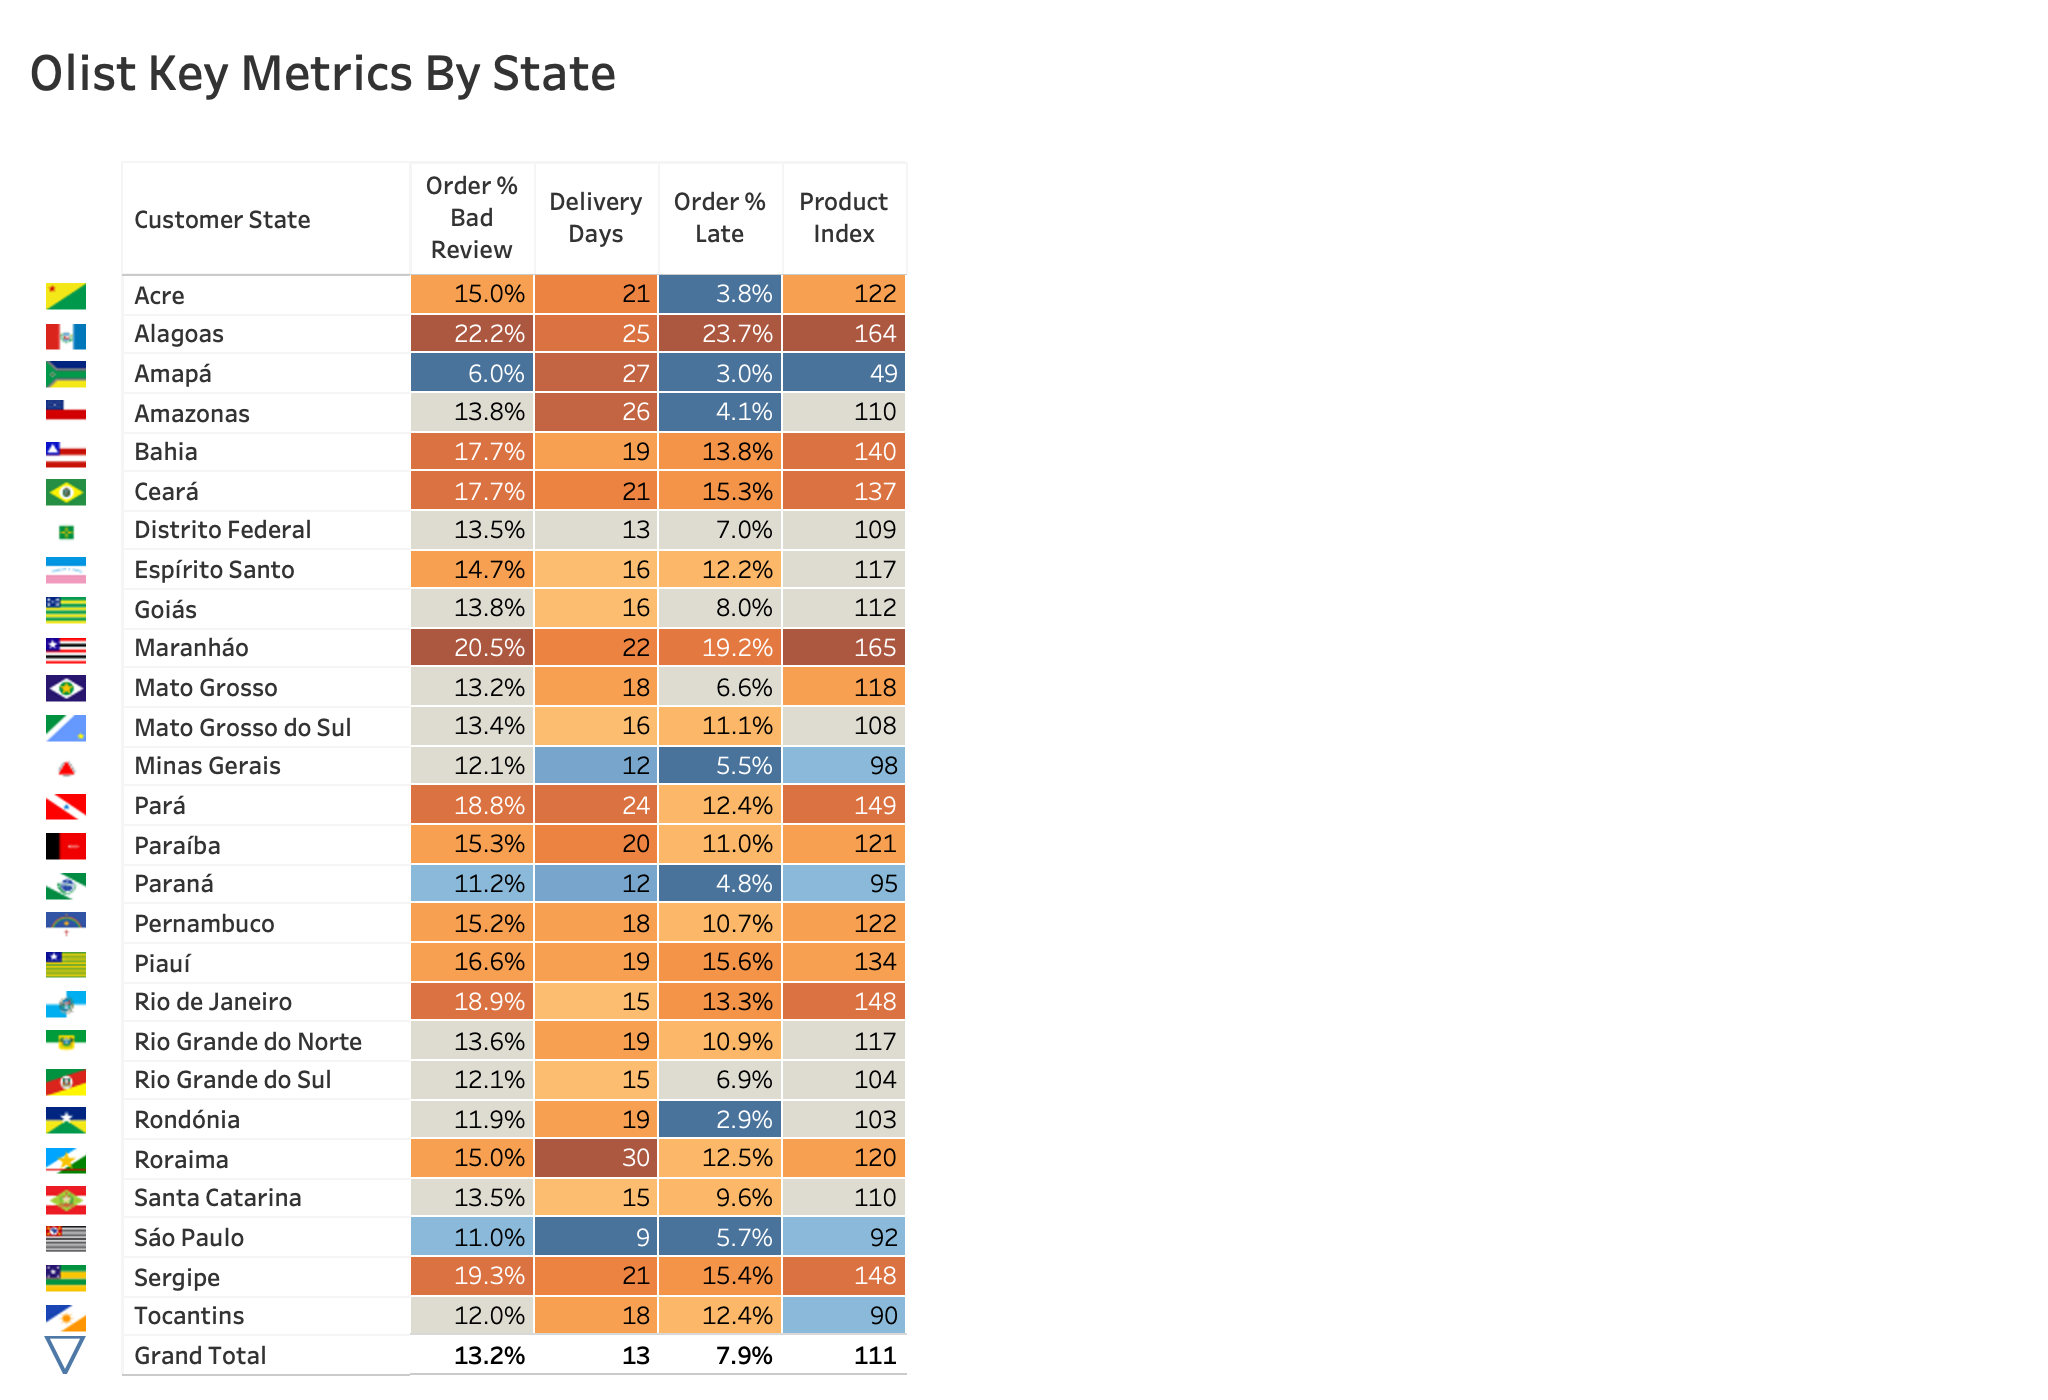 Olist Key Metrics By State
Customer State Order % Bad Review Delivery Days Order % Late Product Index
Acre 15.0% 21 3.8% 122
Alagoas 22.2% 25 23.7% 164
Amapá 6.0% 27 3.0% 49
Amazonas 13.8% 26 4.1% 110
Bahia 17.7% 19 13.8% 140
Ceará 17.7% 21 15.3% 137
Distrito Federal 13.5% 13 7.0% 109
Espírito Santo 14.7% 16 12.2% 117
Goiás 13.8% 16 8.0% 112
Maranháo 20.5% 22 19.2% 165
Mato Grosso 13.2% 18 6.6% 118
Mato Grosso do Sul 13.4% 16 11.1% 108
Minas Gerais 12.1% 12 5.5% 98
Pará 18.8% 24 12.4% 149
Paraíba 15.3% 20 11.0% 121
Paraná 11.2% 12 4.8% 95
Pernambuco 15.2% 18 10.7% 122
Piauí 16.6% 19 15.6% 134
Rio de Janeiro 18.9% 15 13.3% 148
Rio Grande do Norte 13.6% 19 10.9% 117
Rio Grande do Sul 12.1% 15 6.9% 104
Rondónia 11.9% 19 2.9% 103
Roraima 15.0% 30 12.5% 120
Santa Catarina 13.5% 15 9.6% 110
Sáo Paulo 11.0% 9 5.7% 92
Sergipe 19.3% 21 15.4% 148
Tocantins 12.0% 18 12.4% 90
Grand Total 13.2% 13 7.9% 111